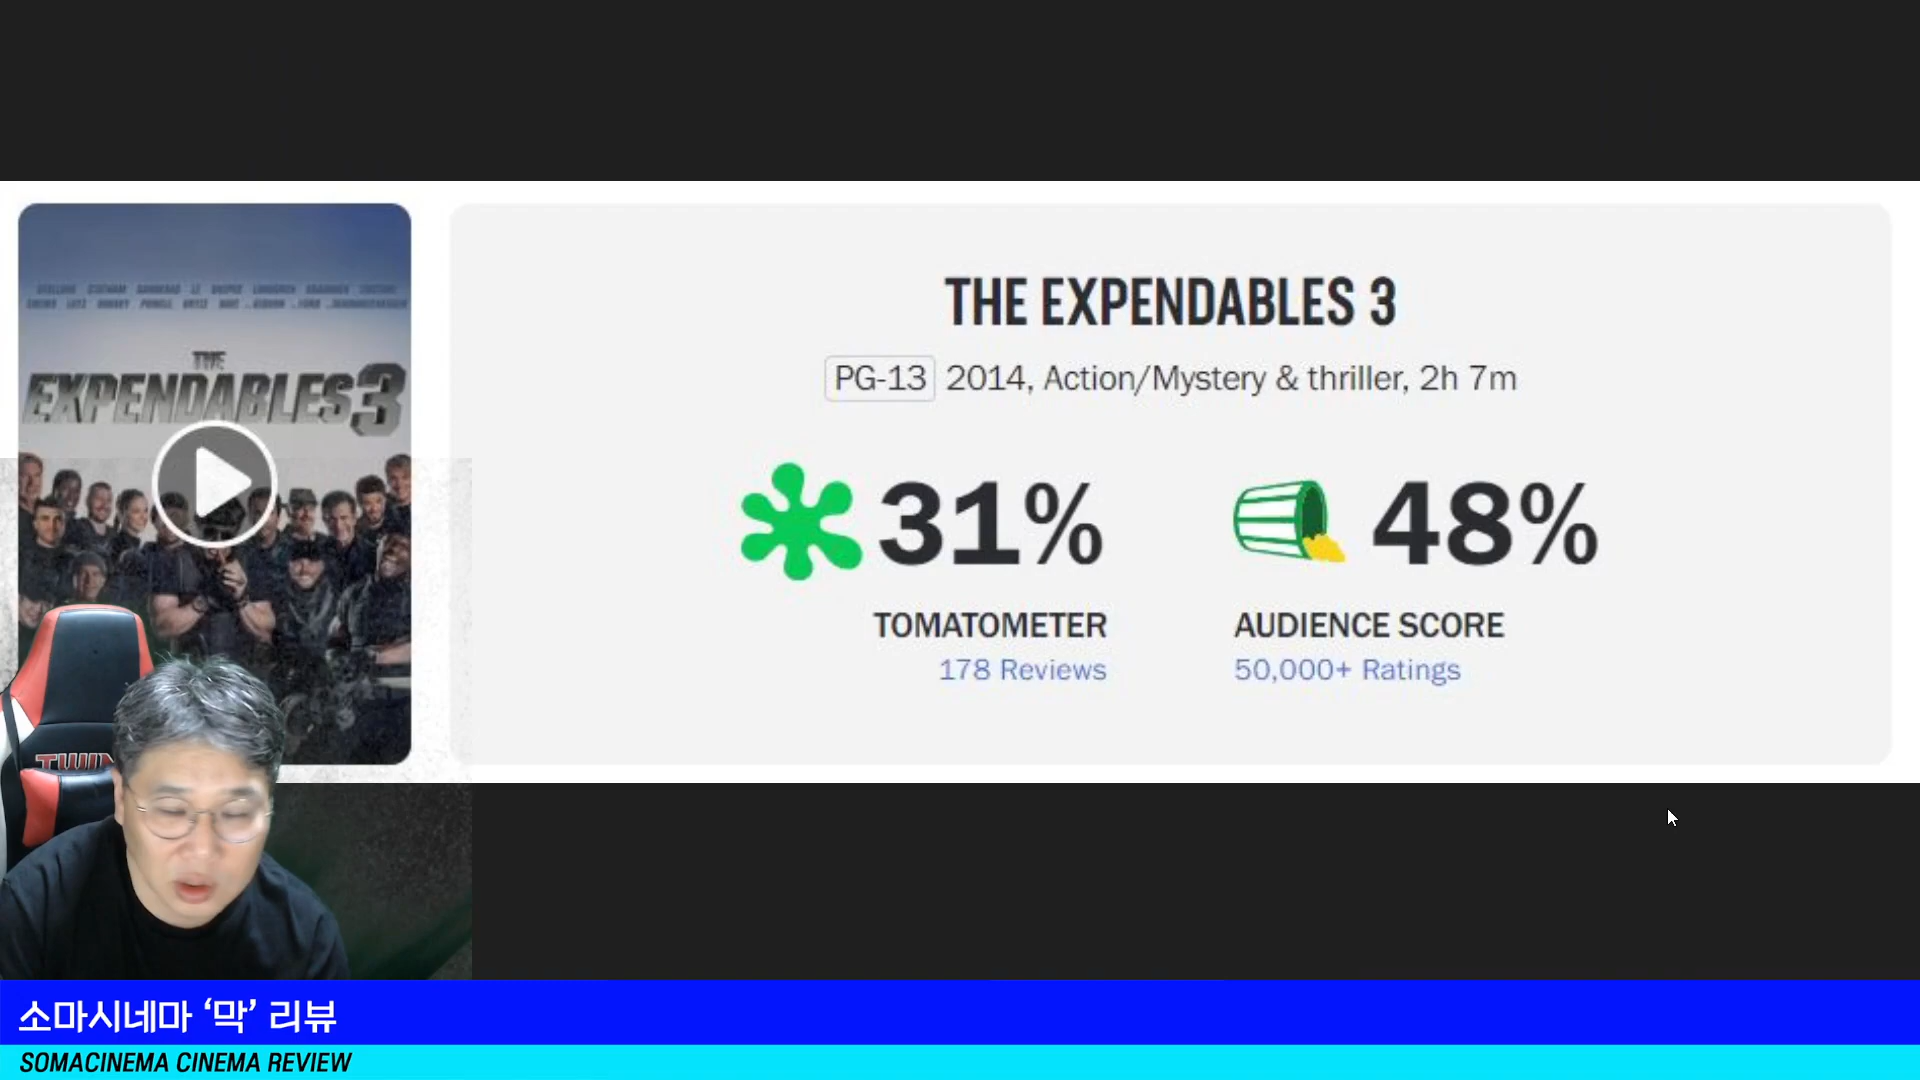 THE
EXPENDABLES 3
THE EXPENDABLES 3
PG-13 2014, Action/Mystery & thriller, 2h 7m
31% 48%
TOMATOMETER AUDIENCE SCORE
178 Reviews 50,000+ Ratings
소마시네마 ‘막’ 리뷰
SOMACINEMA CINEMA REVIEW